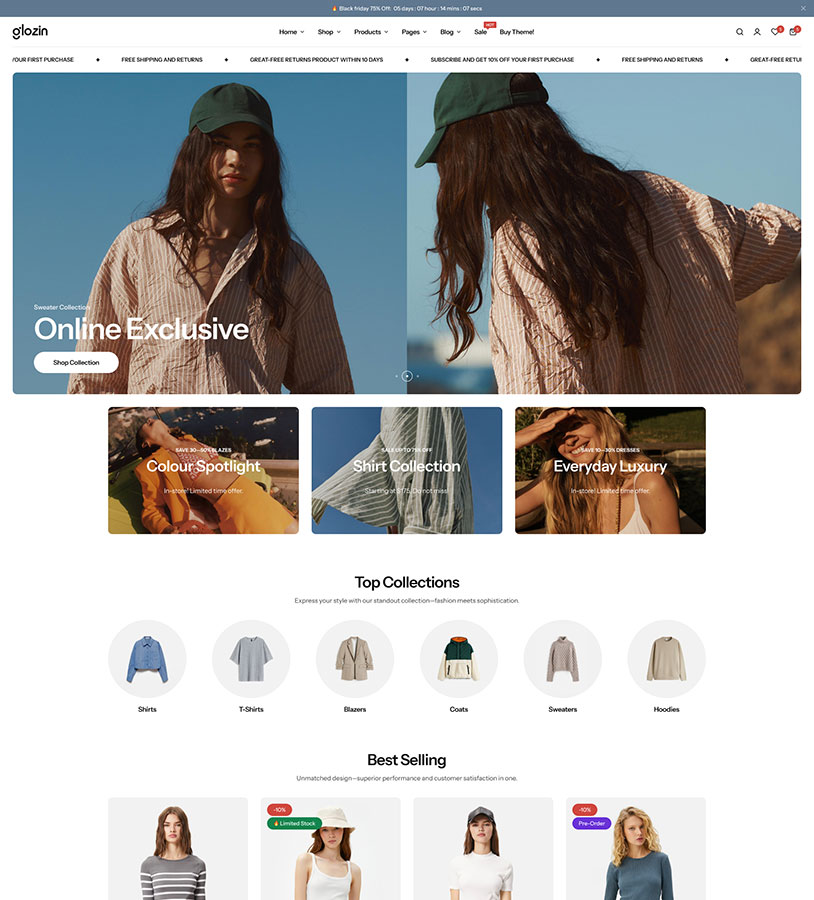 🔥 Black friday 75% Off: 05 days : 07 hour : 14 mins : 07 secs
glozin
Home Shop Products Pages Blog Sale HOT Buy Theme!
YOUR FIRST PURCHASE ✦ FREE SHIPPING AND RETURNS ✦ GREAT-FREE RETURNS PRODUCT WITHIN 10 DAYS ✦ SUBSCRIBE AND GET 10% OFF YOUR FIRST PURCHASE ✦ FREE SHIPPING AND RETURNS ✦ GREAT-FREE RETU
Sweater Collection
Online Exclusive
Shop Collection
SAVE 30–50% BLAZES
Colour Spotlight
In-store! Limited time offer.
SALE UP TO 75% OFF
Shirt Collection
Starting at $175. Do not miss!
SAVE 10–30% DRESSES
Everyday Luxury
In-store! Limited time offer.
Top Collections
Express your style with our standout collection—fashion meets sophistication.
Shirts
T-Shirts
Blazers
Coats
Sweaters
Hoodies
Best Selling
Unmatched design—superior performance and customer satisfaction in one.
-10%
🔥 Limited Stock
-10%
Pre-Order